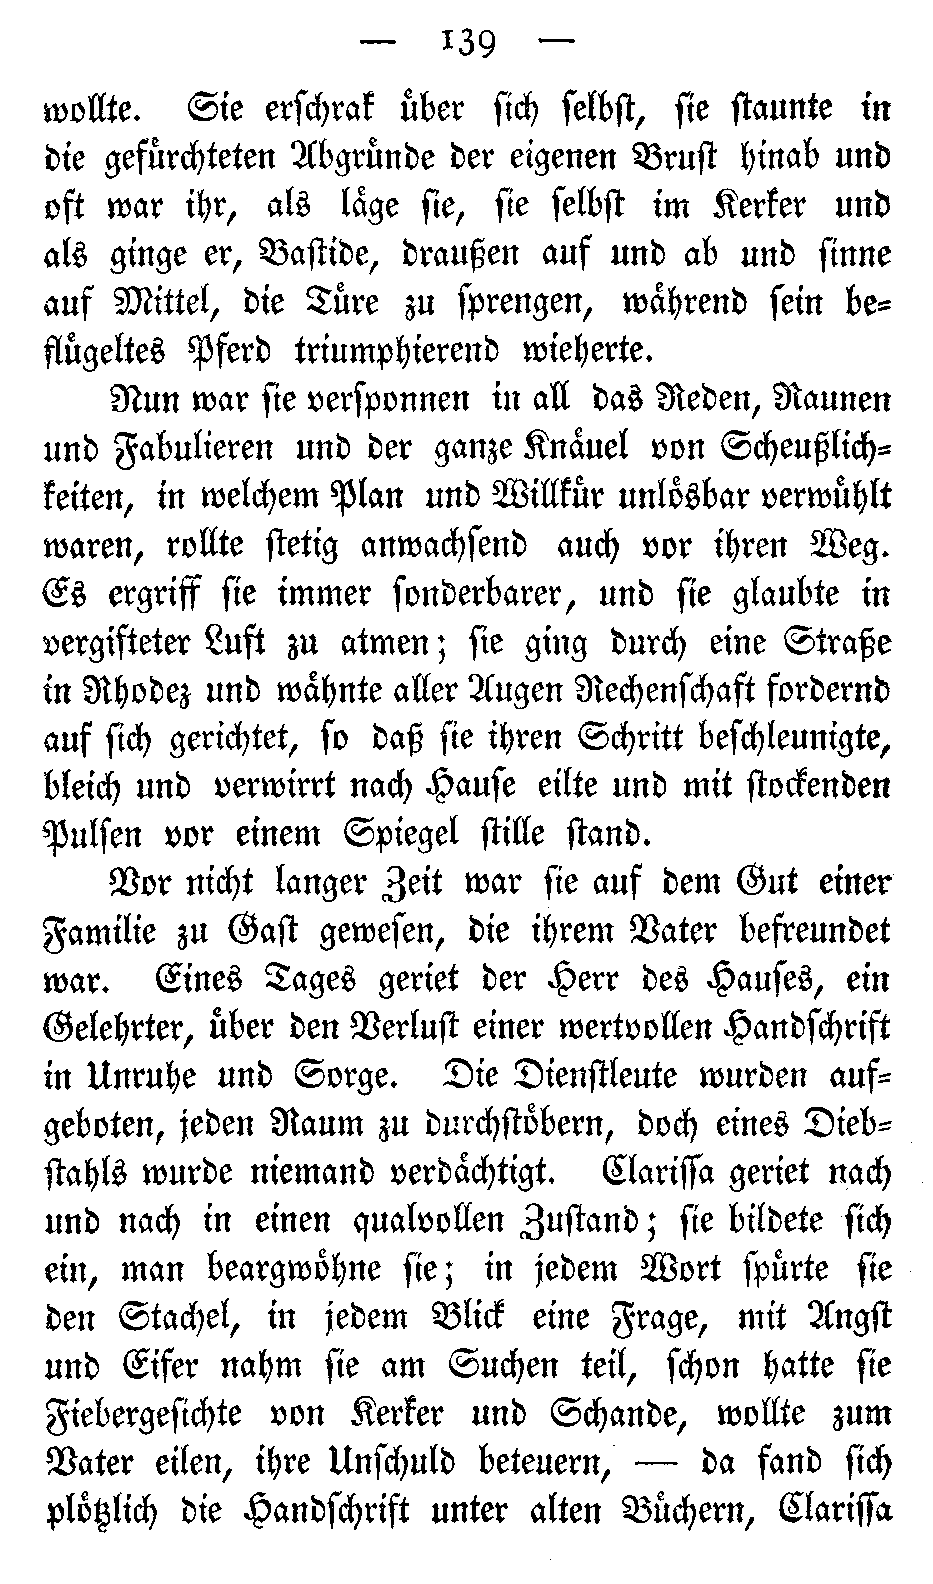 — 139 —
wollte. Sie erschrak über sich selbst, sie staunte in
die gefürchteten Abgründe der eigenen Brust hinab und
oft war ihr, als läge sie, sie selbst im Kerker und
als ginge er, Bastide, draußen auf und ab und sinne
auf Mittel, die Türe zu sprengen, während sein be-
flügeltes Pferd triumphierend wieherte.
Nun war sie versponnen in all das Reden, Raunen
und Fabulieren und der ganze Knäuel von Scheußlich-
keiten, in welchem Plan und Willkür unlösbar verwühlt
waren, rollte stetig anwachsend auch vor ihren Weg.
Es ergriff sie immer sonderbarer, und sie glaubte in
vergifteter Luft zu atmen; sie ging durch eine Straße
in Rhodez und wähnte aller Augen Rechenschaft fordernd
auf sich gerichtet, so daß sie ihren Schritt beschleunigte,
bleich und verwirrt nach Hause eilte und mit stockenden
Pulsen vor einem Spiegel stille stand.
Vor nicht langer Zeit war sie auf dem Gut einer
Familie zu Gast gewesen, die ihrem Vater befreundet
war. Eines Tages geriet der Herr des Hauses, ein
Gelehrter, über den Verlust einer wertvollen Handschrift
in Unruhe und Sorge. Die Dienstleute wurden auf-
geboten, jeden Raum zu durchstöbern, doch eines Dieb-
stahls wurde niemand verdächtigt. Clarissa geriet nach
und nach in einen qualvollen Zustand; sie bildete sich
ein, man beargwöhne sie; in jedem Wort spürte sie
den Stachel, in jedem Blick eine Frage, mit Angst
und Eifer nahm sie am Suchen teil, schon hatte sie
Fiebergesichte von Kerker und Schande, wollte zum
Vater eilen, ihre Unschuld beteuern, — da fand sich
plötzlich die Handschrift unter alten Büchern, Clarissa